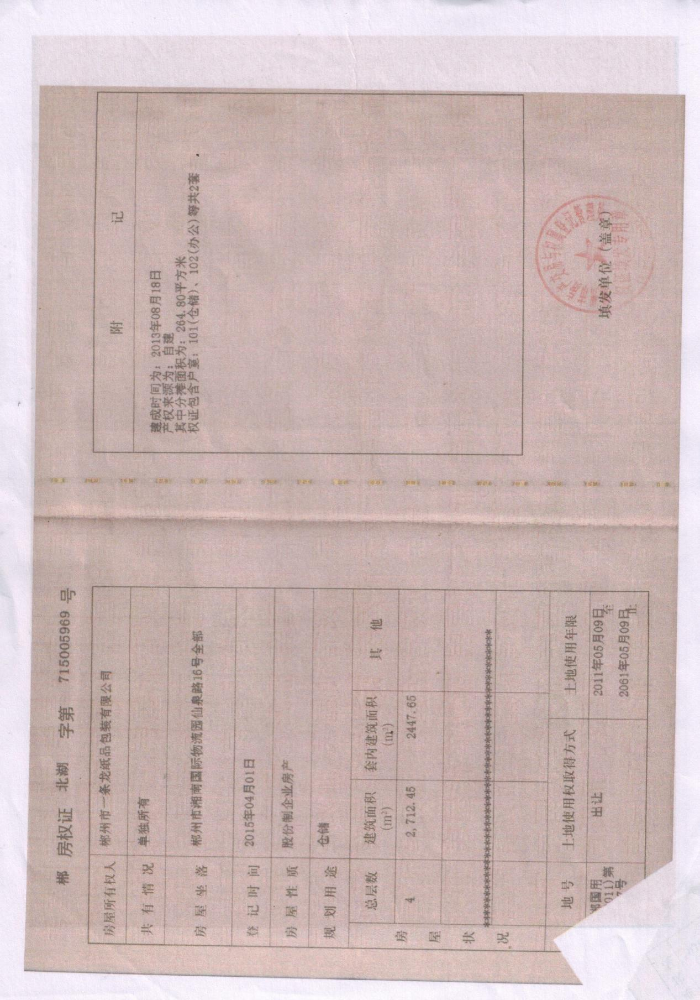 郴 房权证 北湖 字第 715005969 号
房屋所有权人 郴州市一条龙纸品包装有限公司
共有情况 单独所有
房屋坐落 郴州市湘南国际物流园仙泉路16号全部
登记时间 2015年04月01日
房屋性质 股份制企业房产
规划用途 仓储
房屋状况
总层数 建筑面积(m²) 套内建筑面积(m²) 其他
4 2,712.45 2447.65
地号 土地使用权取得方式 土地使用年限
国用 出让 2011年05月09日至
011)第 2061年05月09日止
号
附记
建成时间为: 2013年08月18日
产权来源为: 自建
其中分摊面积为: 264.80平方米
权证包含户室: 101(仓储)、102(办公)等共2套
填发单位(盖章)